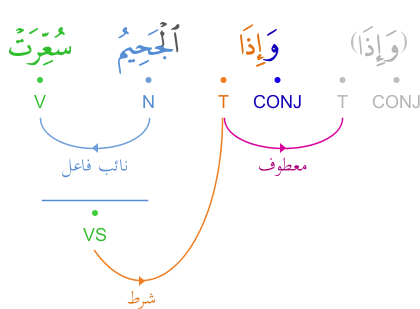 (وَإِذَا) وَإِذَا ٱلْجَحِيمُ سُعِّرَتْ
V N T CONJ T CONJ
نائب فاعل معطوف
VS
شرط